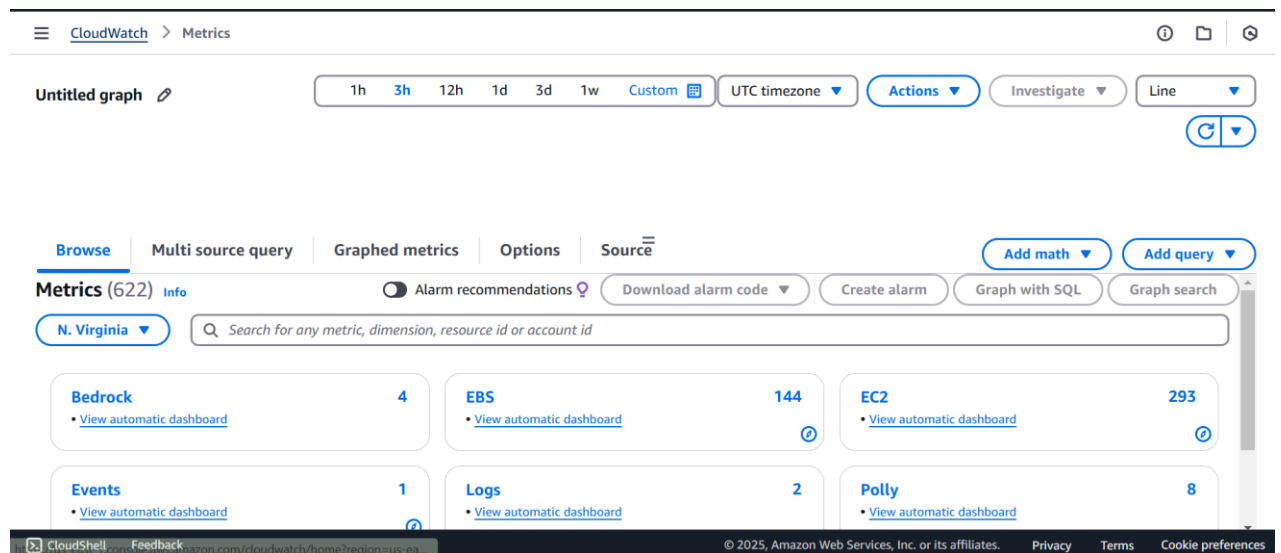 CloudWatch > Metrics
Untitled graph
1h 3h 12h 1d 3d 1w Custom UTC timezone Actions Investigate Line
Browse Multi source query Graphed metrics Options Source Add math Add query
Metrics (622) Info Alarm recommendations Download alarm code Create alarm Graph with SQL Graph search
N. Virginia Search for any metric, dimension, resource id or account id
Bedrock 4 EBS 144 EC2 293
• View automatic dashboard • View automatic dashboard • View automatic dashboard
Events 1 Logs 2 Polly 8
• View automatic dashboard • View automatic dashboard • View automatic dashboard
CloudShell Feedback © 2025, Amazon Web Services, Inc. or its affiliates. Privacy Terms Cookie preferences